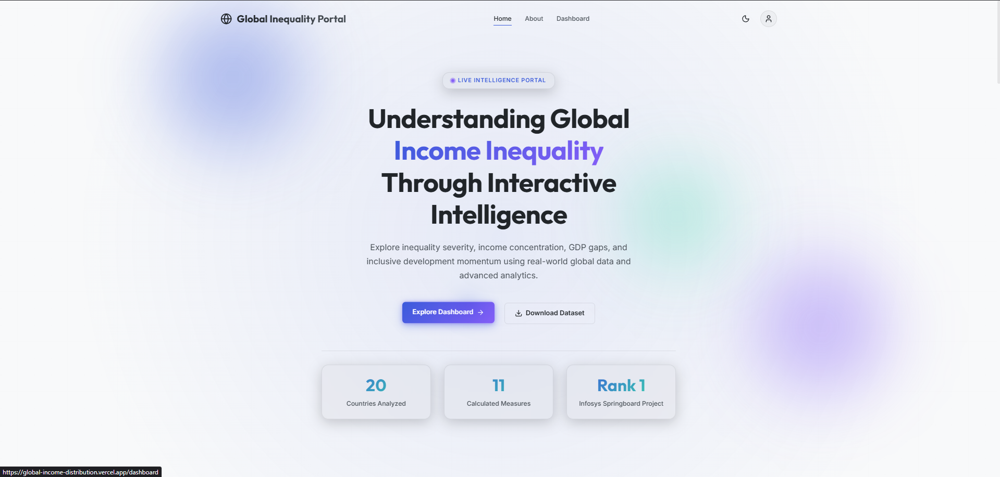 Global Inequality Portal
Home
About
Dashboard
LIVE INTELLIGENCE PORTAL
Understanding Global
Income Inequality
Through Interactive
Intelligence
Explore inequality severity, income concentration, GDP gaps, and
inclusive development momentum using real-world global data and
advanced analytics.
Explore Dashboard
Download Dataset
20
Countries Analyzed
11
Calculated Measures
Rank 1
Infosys Springboard Project
https://global-income-distribution.vercel.app/dashboard